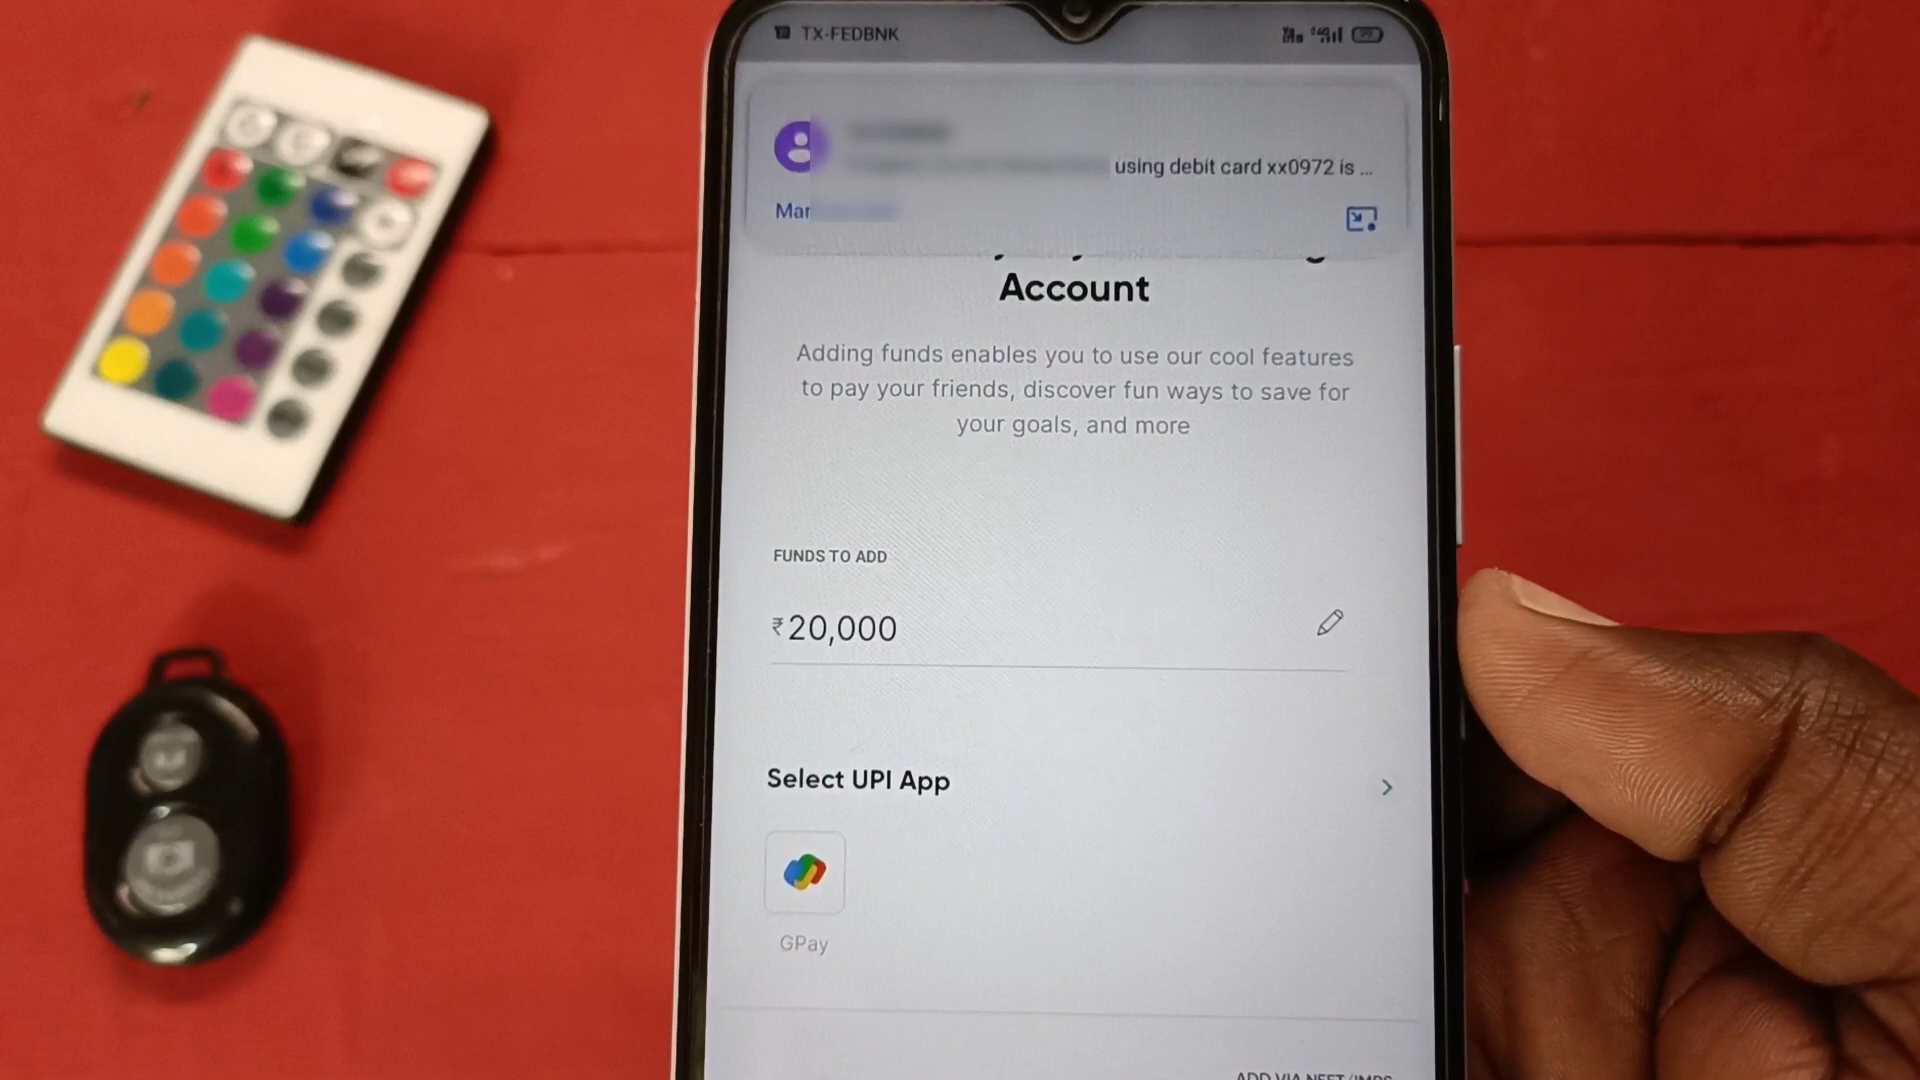 TX-FEDBNK
using debit card xx0972 is ...
Mar
Account
Adding funds enables you to use our cool features
to pay your friends, discover fun ways to save for
your goals, and more
FUNDS TO ADD
₹20,000
Select UPI App
GPay
ADD VIA NEFT/IMPS